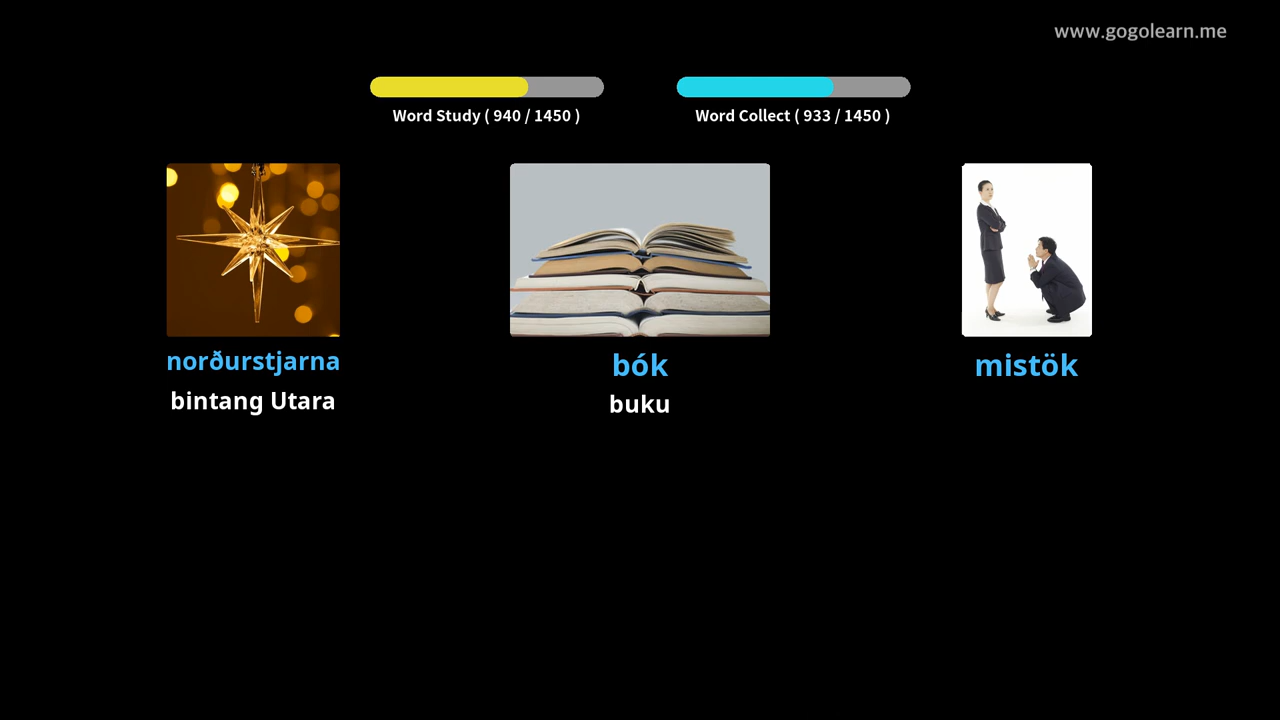 www.gogolearn.me
Word Study ( 940 / 1450 )
Word Collect ( 933 / 1450 )
norðurstjarna
bintang Utara
bók
buku
mistök